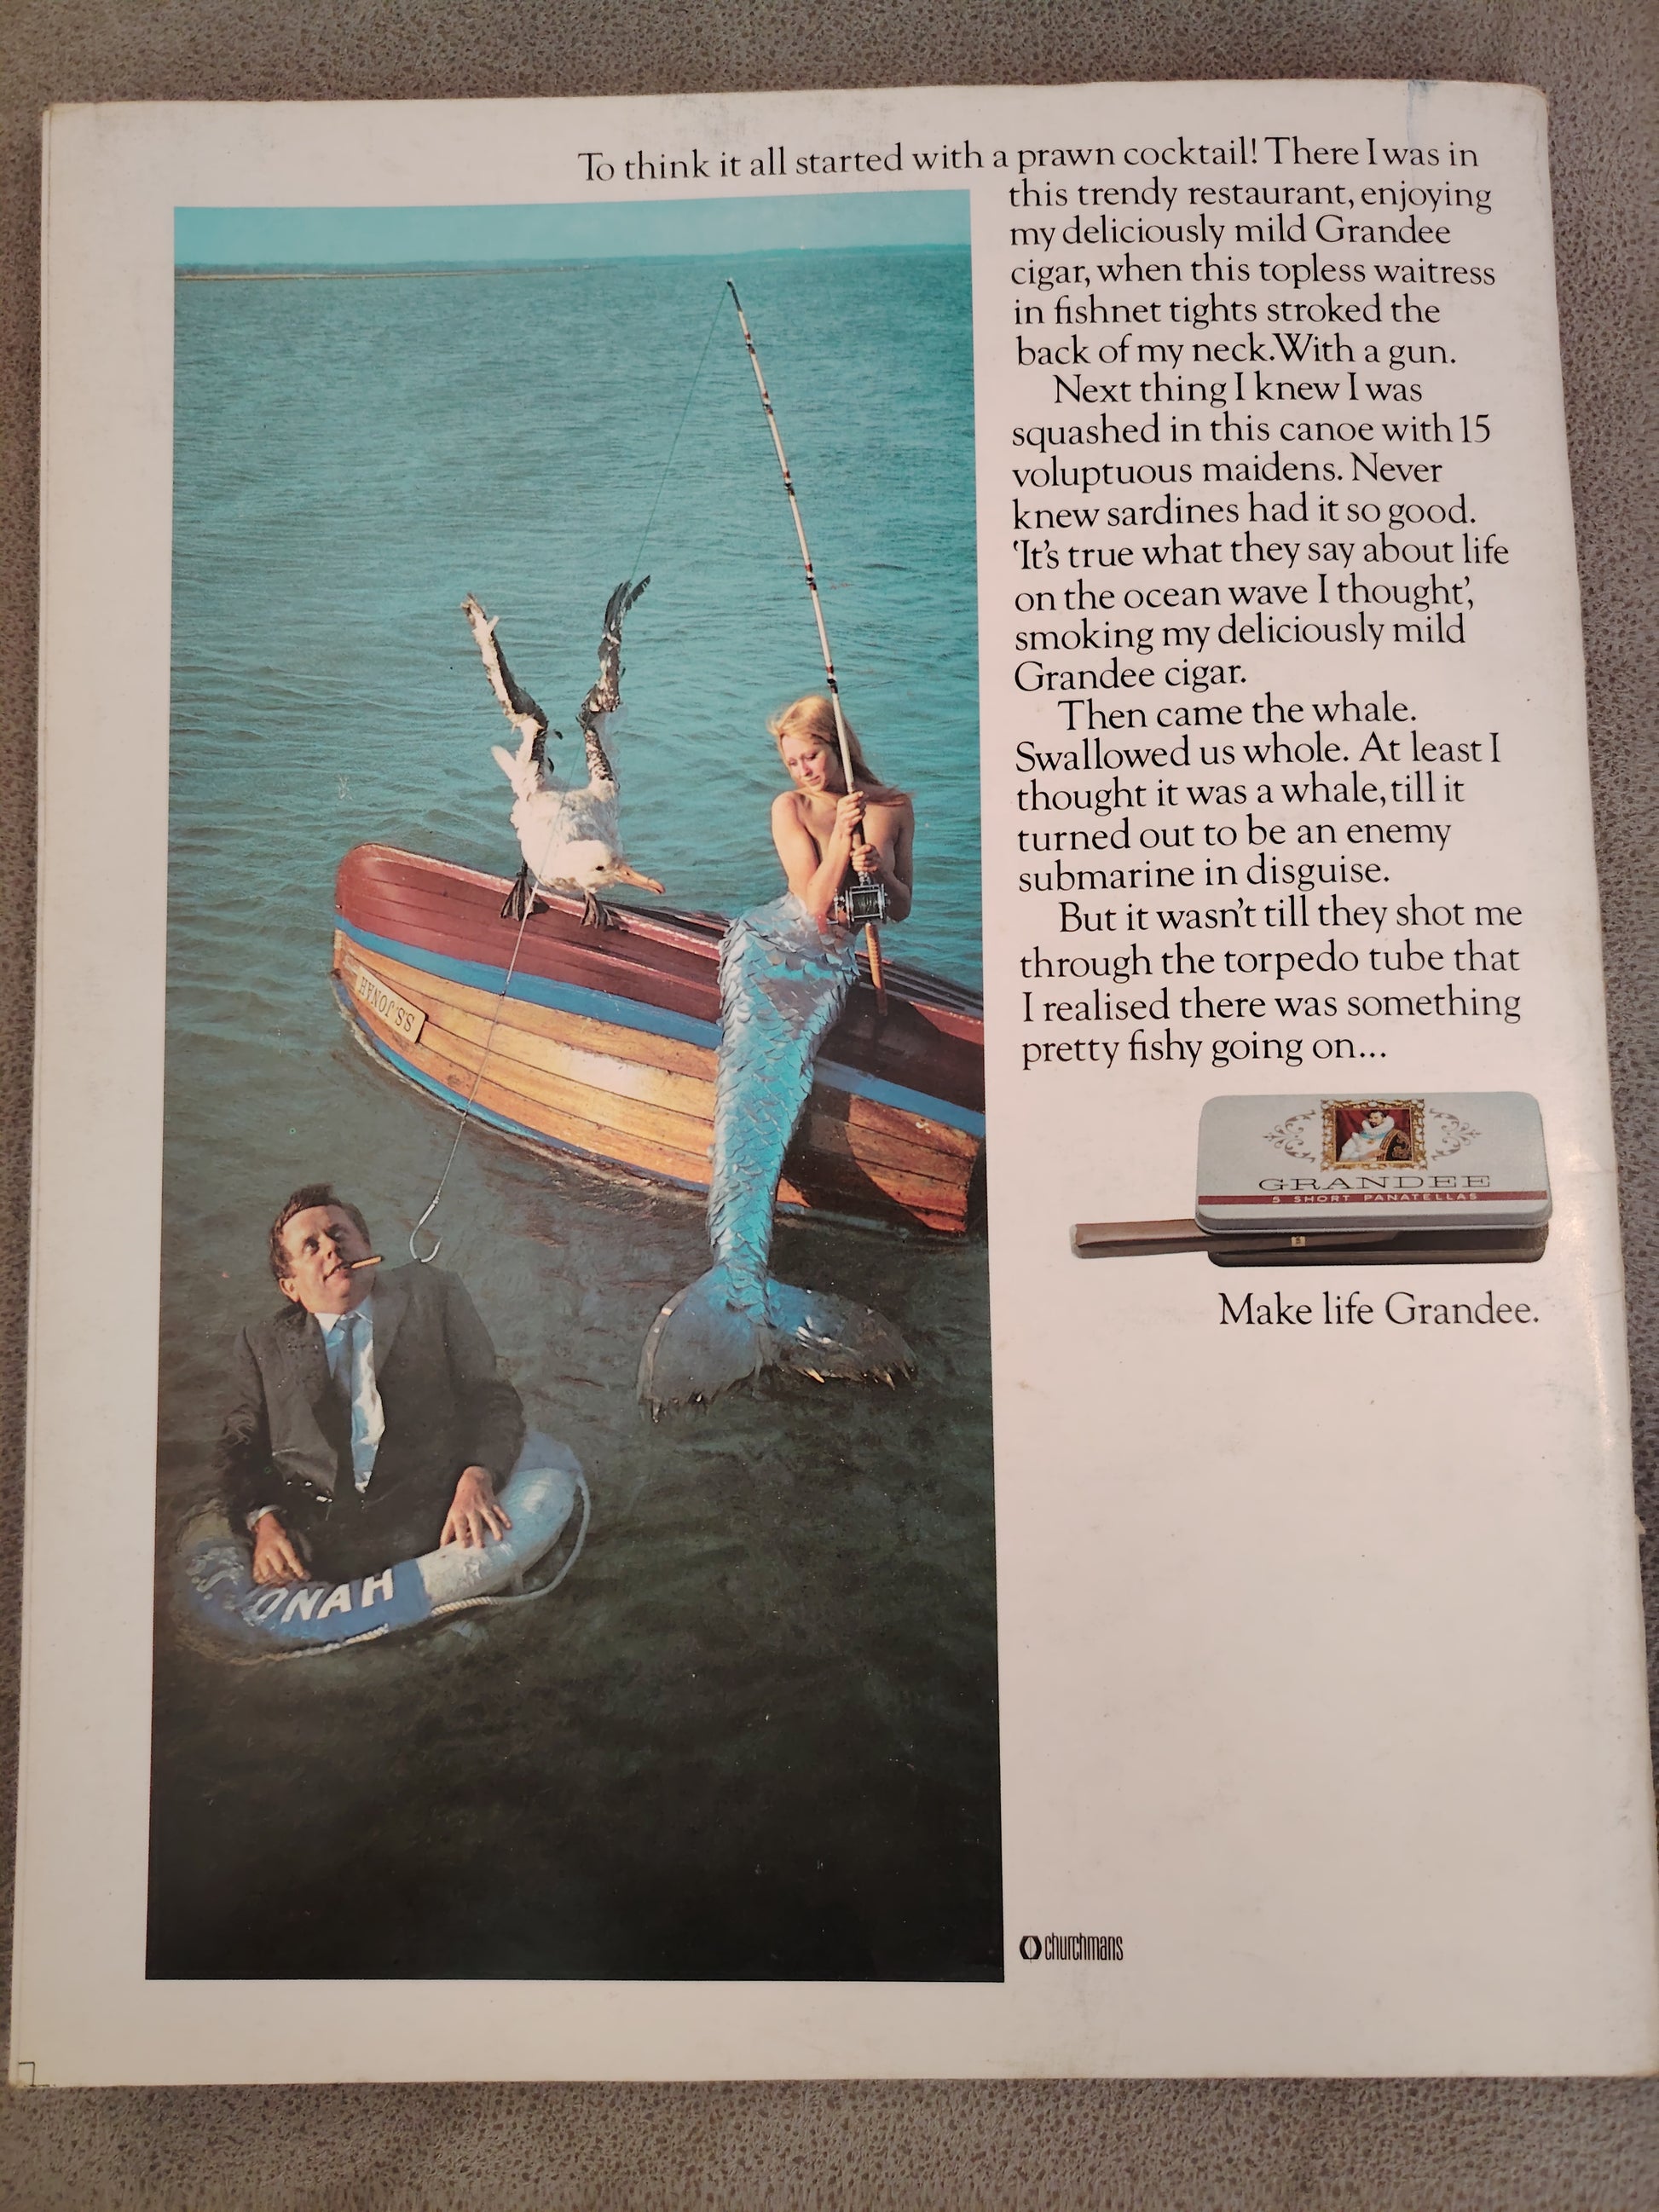 To think it all started with a prawn cocktail! There I was in
this trendy restaurant, enjoying
my deliciously mild Grandee
cigar, when this topless waitress
in fishnet tights stroked the
back of my neck. With a gun.
Next thing I knew I was
squashed in this canoe with 15
voluptuous maidens. Never
knew sardines had it so good.
‘It’s true what they say about life
on the ocean wave I thought’,
smoking my deliciously mild
Grandee cigar.
Then came the whale.
Swallowed us whole. At least I
thought it was a whale, till it
turned out to be an enemy
submarine in disguise.
But it wasn’t till they shot me
through the torpedo tube that
I realised there was something
pretty fishy going on...
S.S. JONAH
ONAH
GRANDEE
5 SHORT PANATELLAS
Make life Grandee.
churchmans